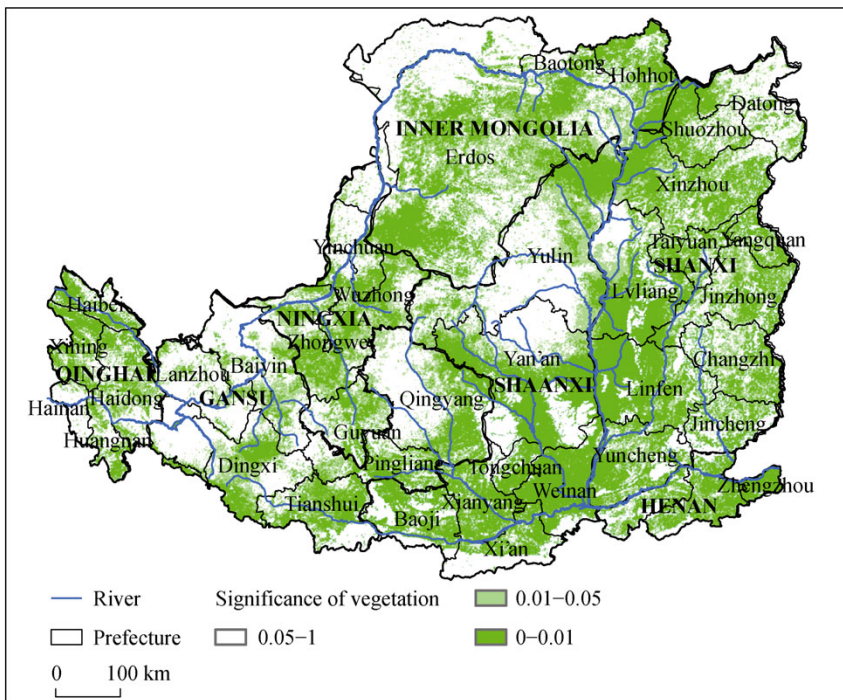 Baotong
Hohhot
Datong
Shuozhou
INNER MONGOLIA
Erdos
Xinzhou
Yinchuan
Yulin
Taiyuan
Yangquan
SHANXI
Haibei
Wuzhong
Lvliang
Jinzhong
NINGXIA
Xining
Zhongwei
Yan'an
Changzhi
QINGHAI
Lanzhou
Baiyin
SHAANXI
Linfen
Hainan
Haidong
GANSU
Qingyang
Jincheng
Huangnan
Guyuan
Dingxi
Pingliang
Tongchuan
Yuncheng
Weinan
Zhengzhou
Tianshui
Baoji
Xianyang
HENAN
Xi'an
River
Significance of vegetation
0.01−0.05
Prefecture
0.05−1
0−0.01
0
100 km